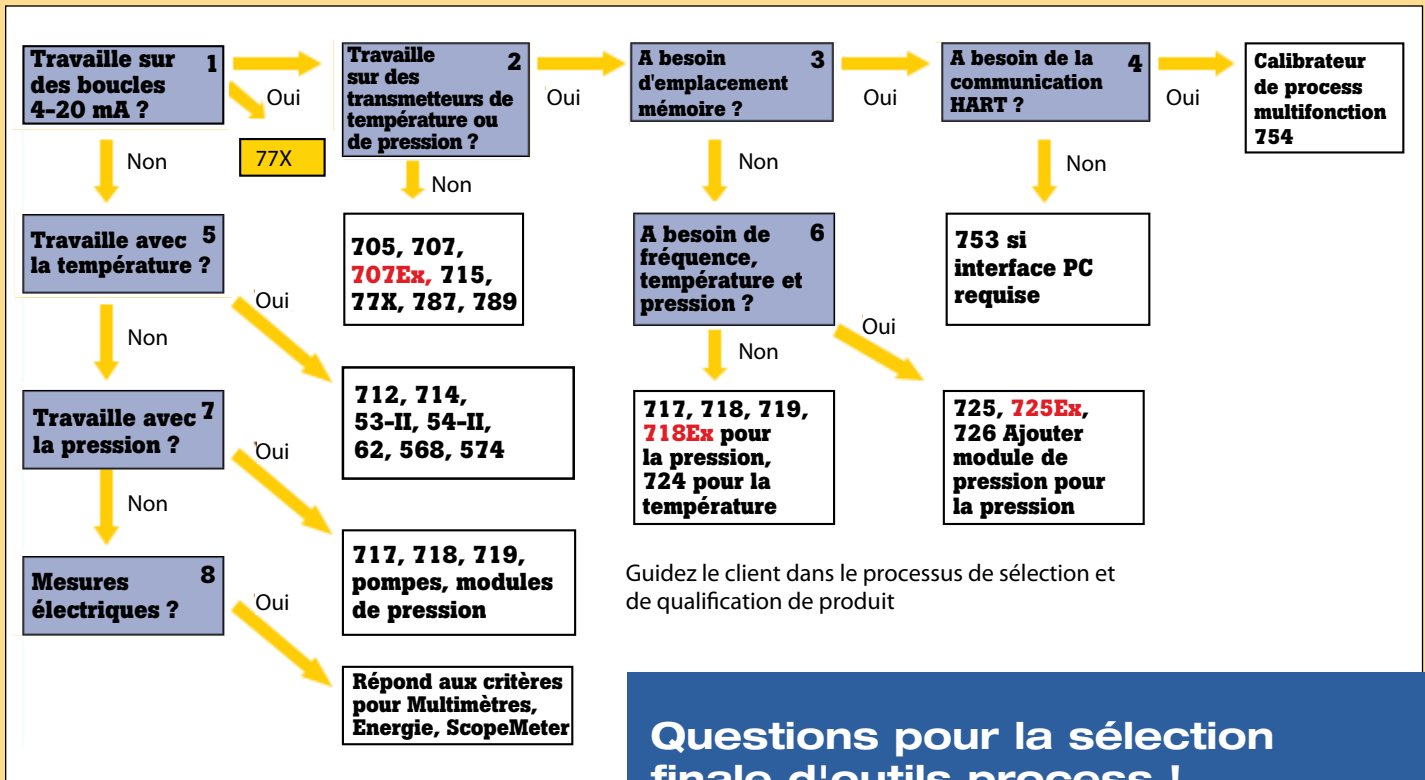 Travaille sur 1
des boucles
4-20 mA ?
Oui
Travaille 2
sur des
transmetteurs de
température ou
de pression ?
Oui
A besoin 3
d'emplacement
mémoire ?
Oui
A besoin de la 4
communication
HART ?
Oui
Calibrateur
de process
multifonction
754
Non
77X
Non
Non
Non
Travaille avec 5
la température ?
Oui
705, 707,
707Ex, 715,
77X, 787, 789
A besoin de 6
fréquence,
température et
pression ?
Oui
753 si
interface PC
requise
Non
Non
Travaille avec 7
la pression ?
Oui
712, 714,
53-II, 54-II,
62, 568, 574
717, 718, 719,
718Ex pour
la pression,
724 pour la
température
725, 725Ex,
726 Ajouter
module de
pression pour
la pression
Non
Mesures 8
électriques ?
Oui
717, 718, 719,
pompes, modules
de pression
Guidez le client dans le processus de sélection et
de qualification de produit
Répond aux critères
pour Multimètres,
Energie, ScopeMeter
Questions pour la sélection
finale d'outils process !